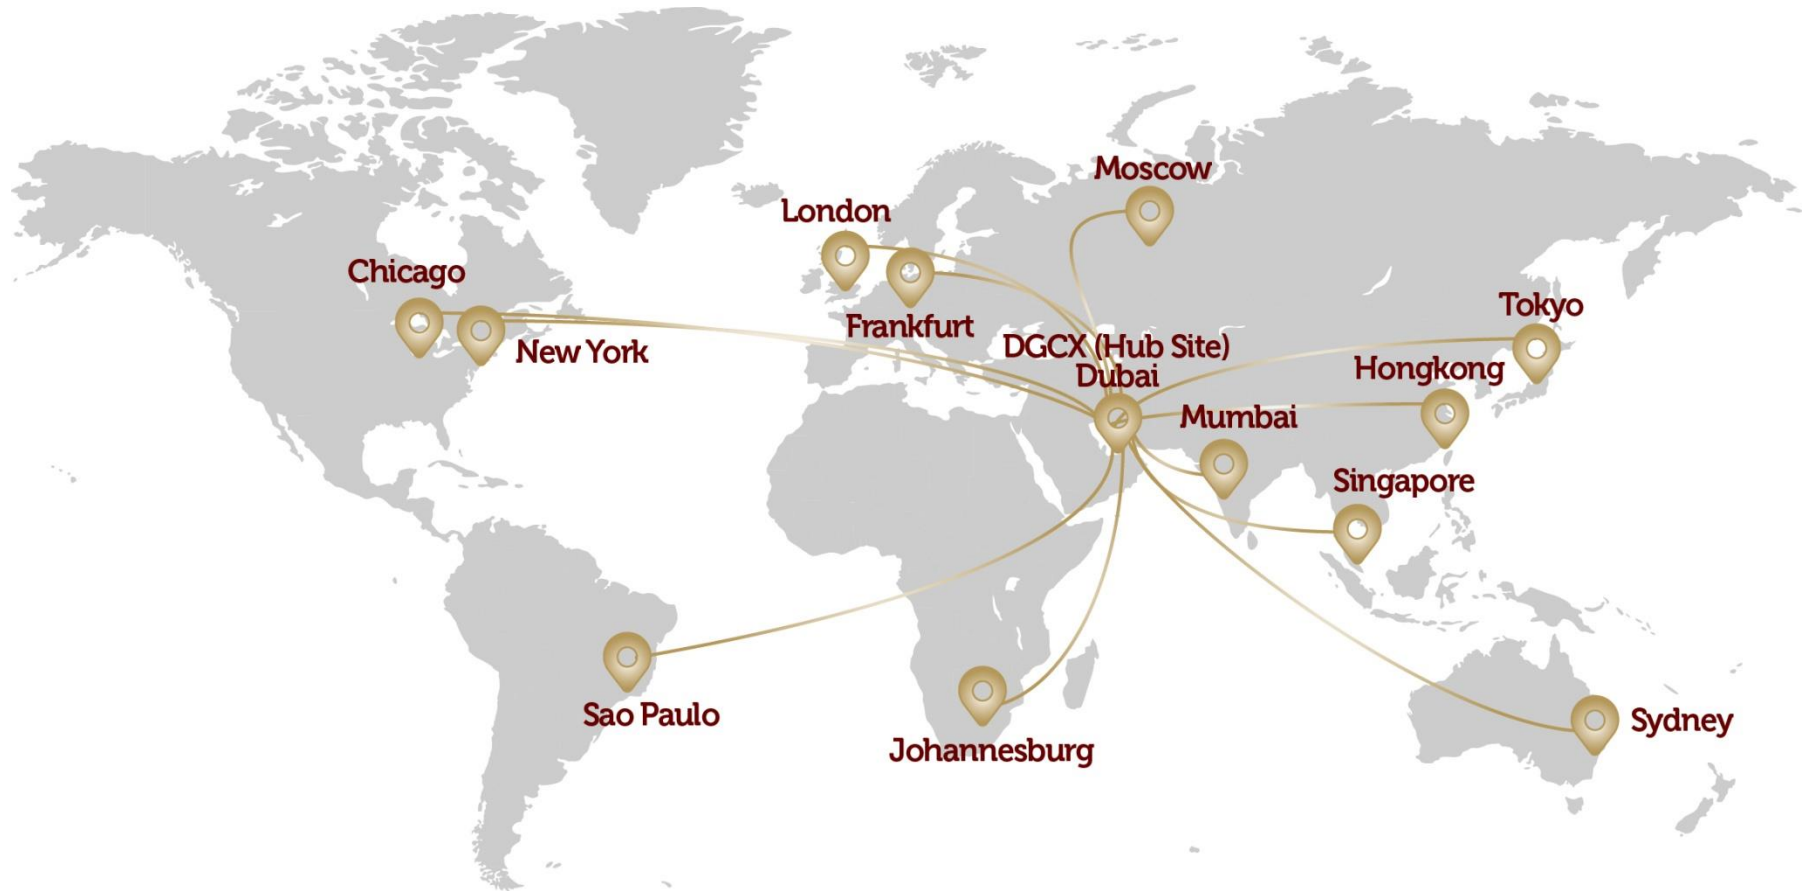 Moscow
London
Chicago
Tokyo
Frankfurt
New York
DGCX (Hub Site)
Dubai
Hongkong
Mumbai
Singapore
Sao Paulo
Sydney
Johannesburg